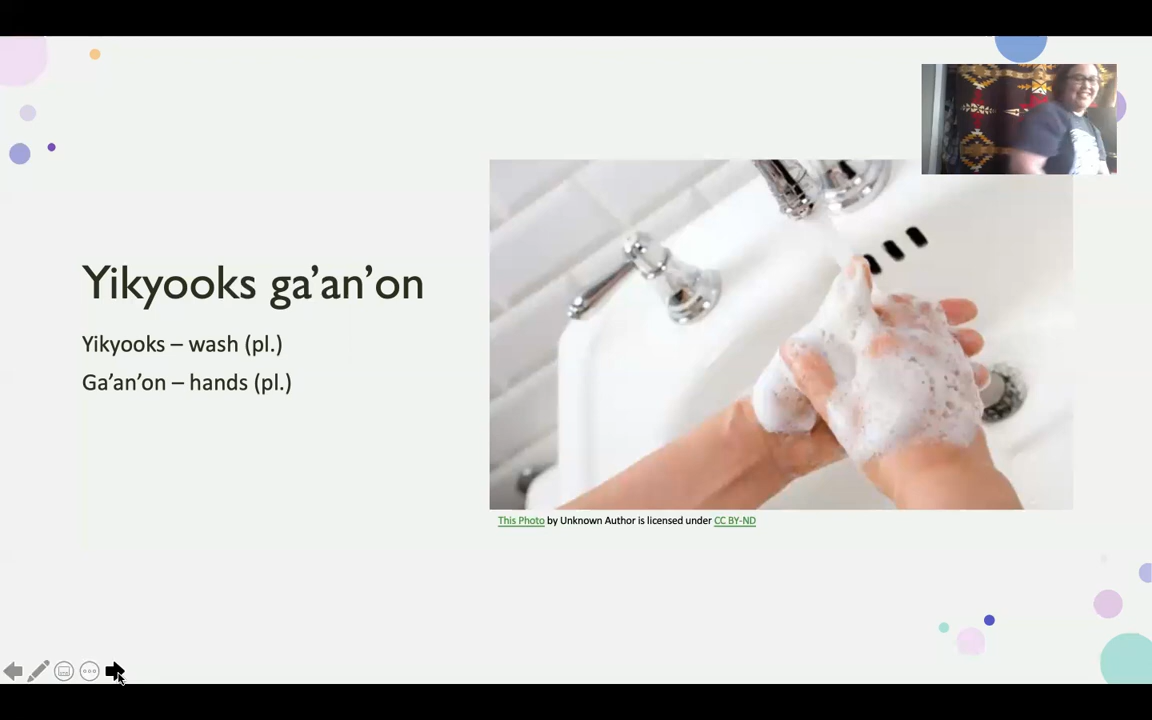 Yikyooks ga’an’on
Yikyooks – wash (pl.)
Ga’an’on – hands (pl.)
This Photo by Unknown Author is licensed under CC BY-ND